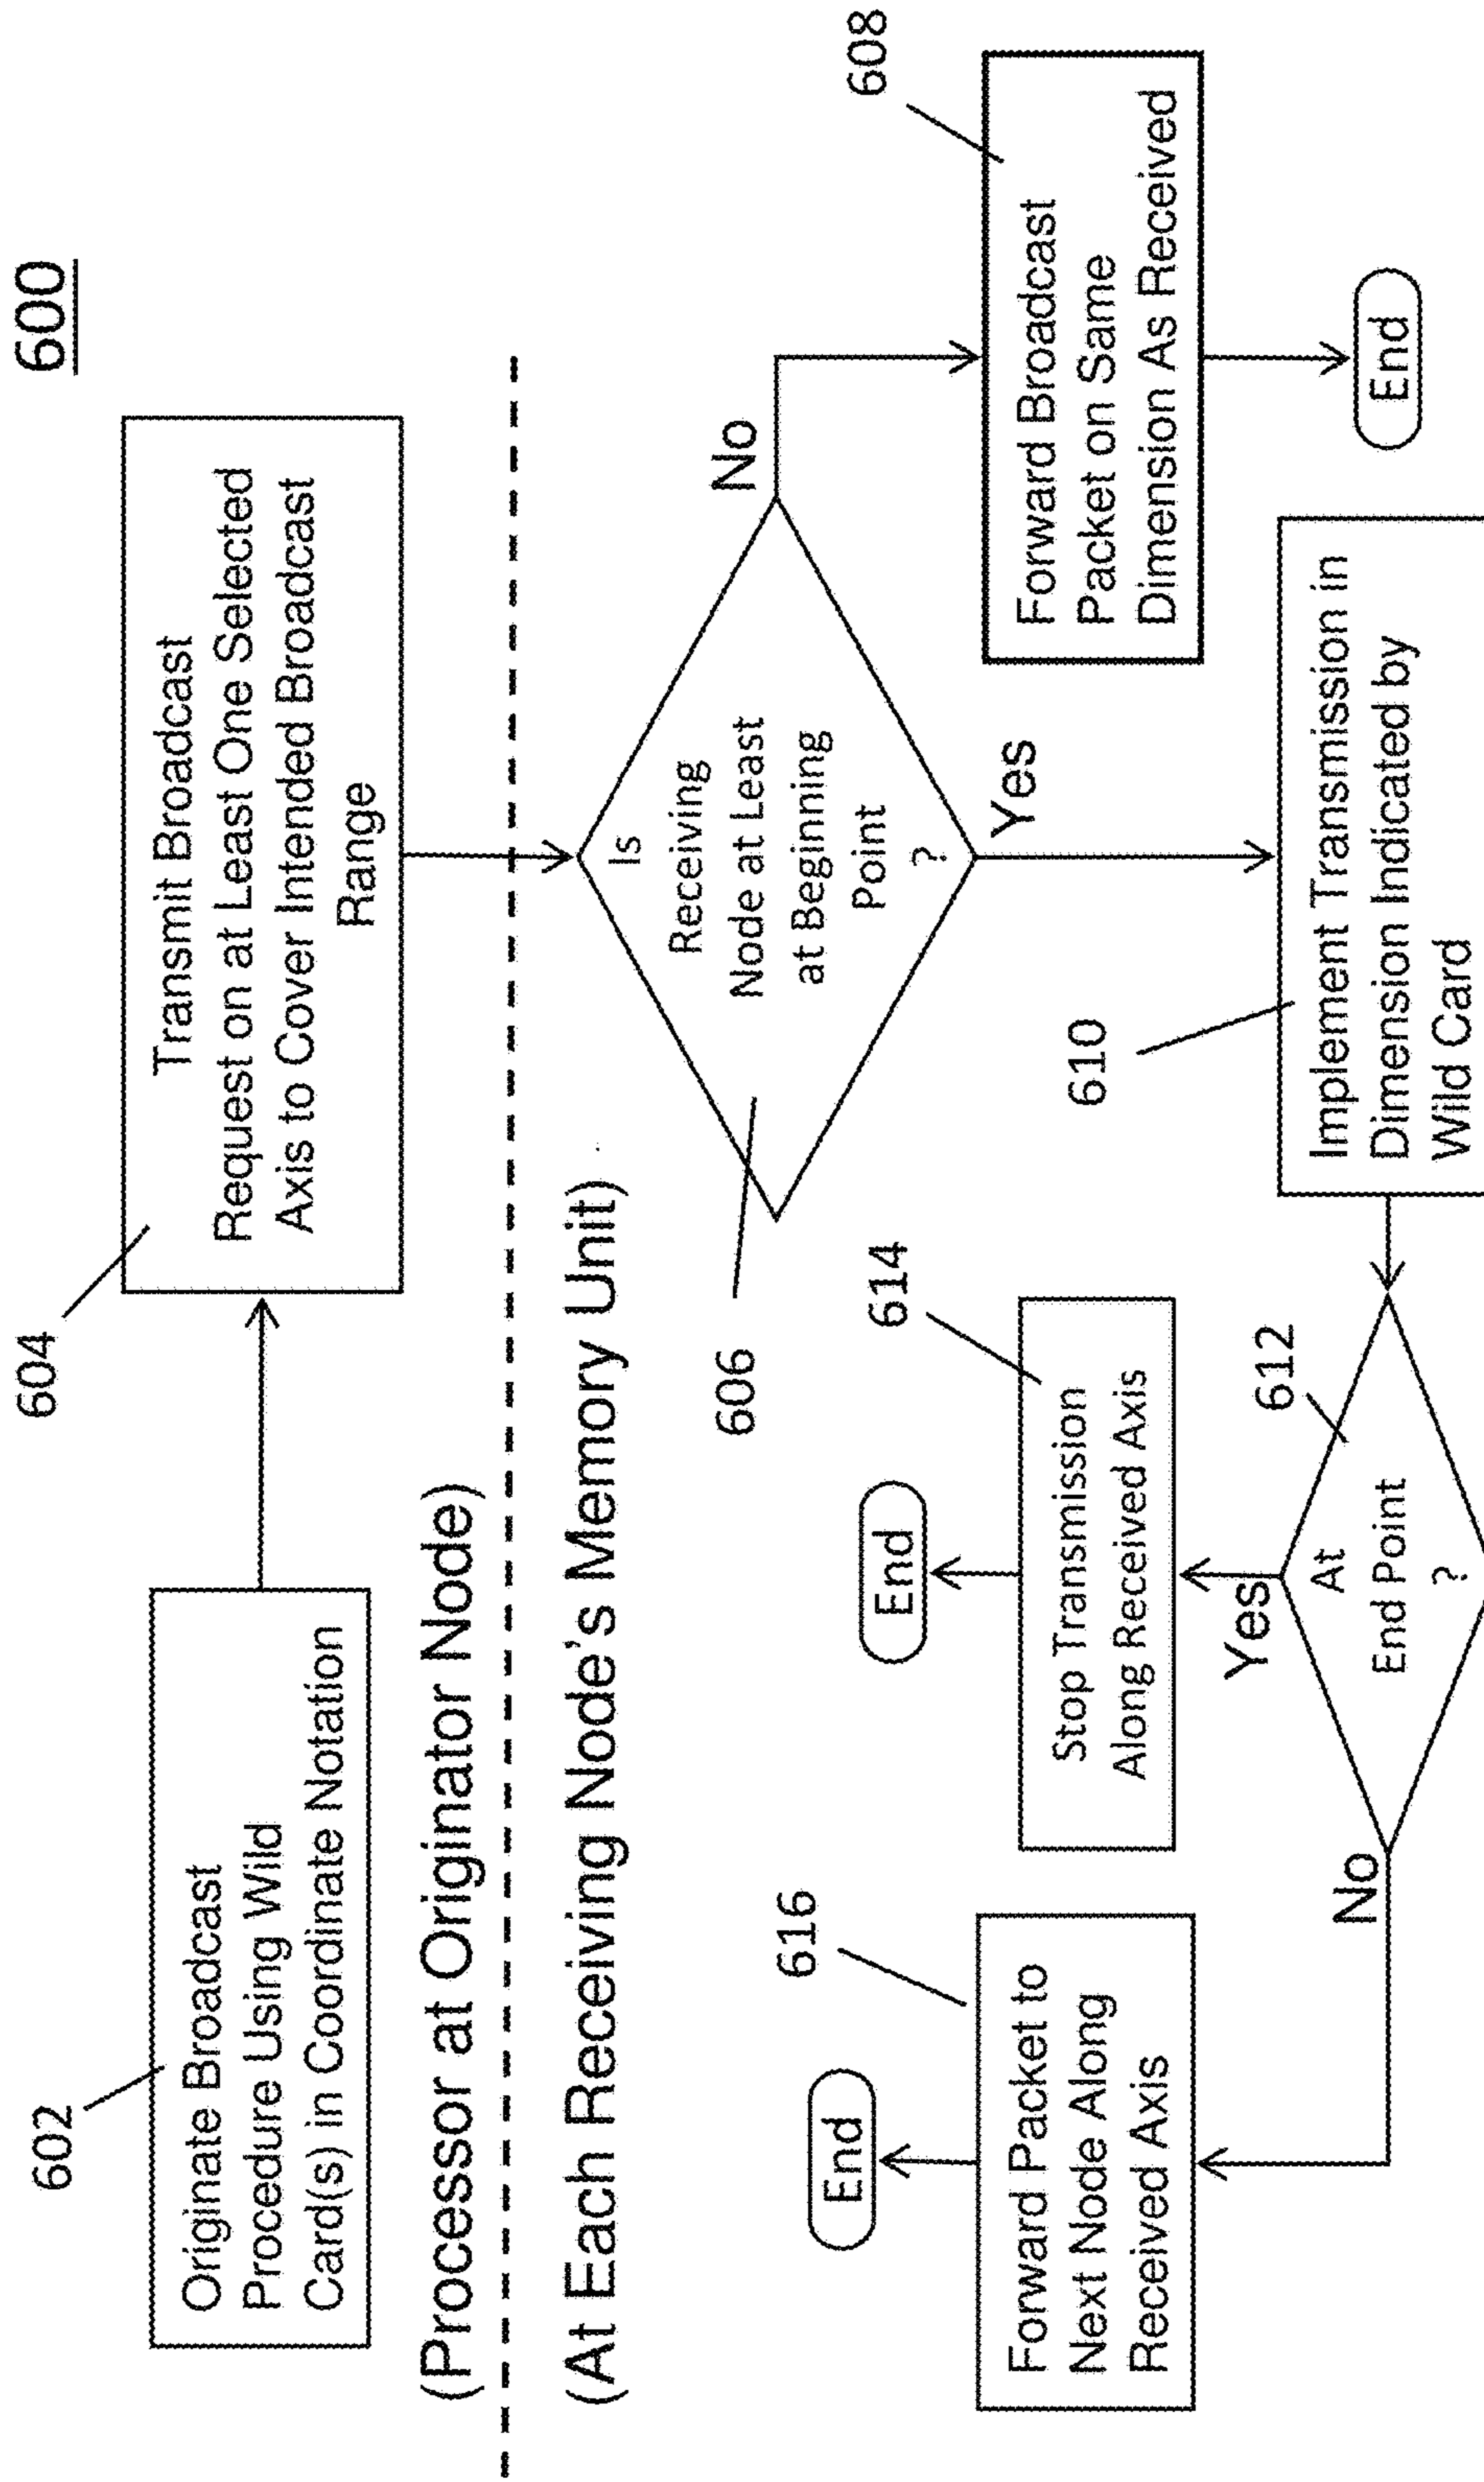 600
602
Originate Broadcast
Procedure Using Wild
Card(s) in Coordinate Notation
604
Transmit Broadcast
Request on at Least One Selected
Axis to Cover Intended Broadcast
Range
(Processor at Originator Node)
(At Each Receiving Node's Memory Unit)
606
Is
Receiving
Node at Least
at Beginning
Point
?
No
608
Forward Broadcast
Packet on Same
Dimension As Received
End
Yes
610
Implement Transmission in
Dimension Indicated by
Wild Card
612
At
End Point
?
Yes
614
Stop Transmission
Along Received Axis
End
No
616
Forward Packet to
Next Node Along
Received Axis
End